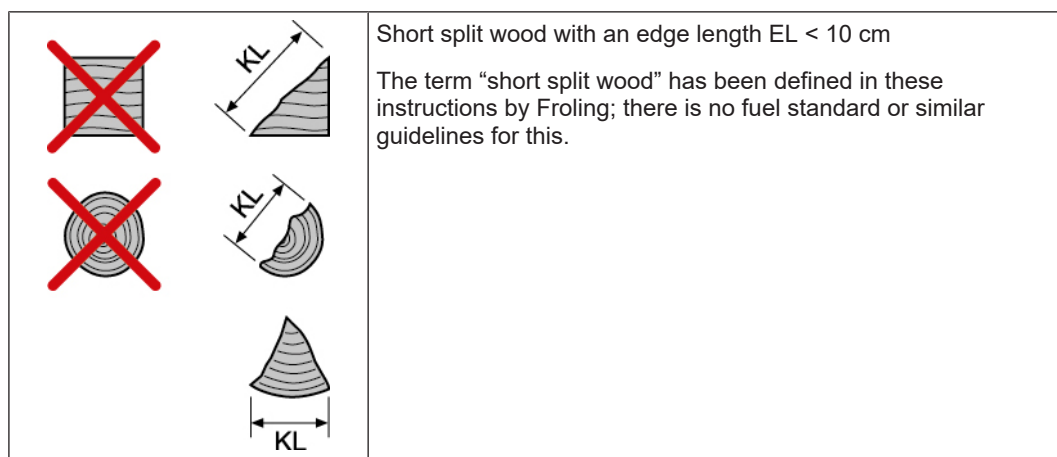 KL
KL
KL
Short split wood with an edge length EL < 10 cm
The term “short split wood” has been defined in these
instructions by Froling; there is no fuel standard or similar
guidelines for this.